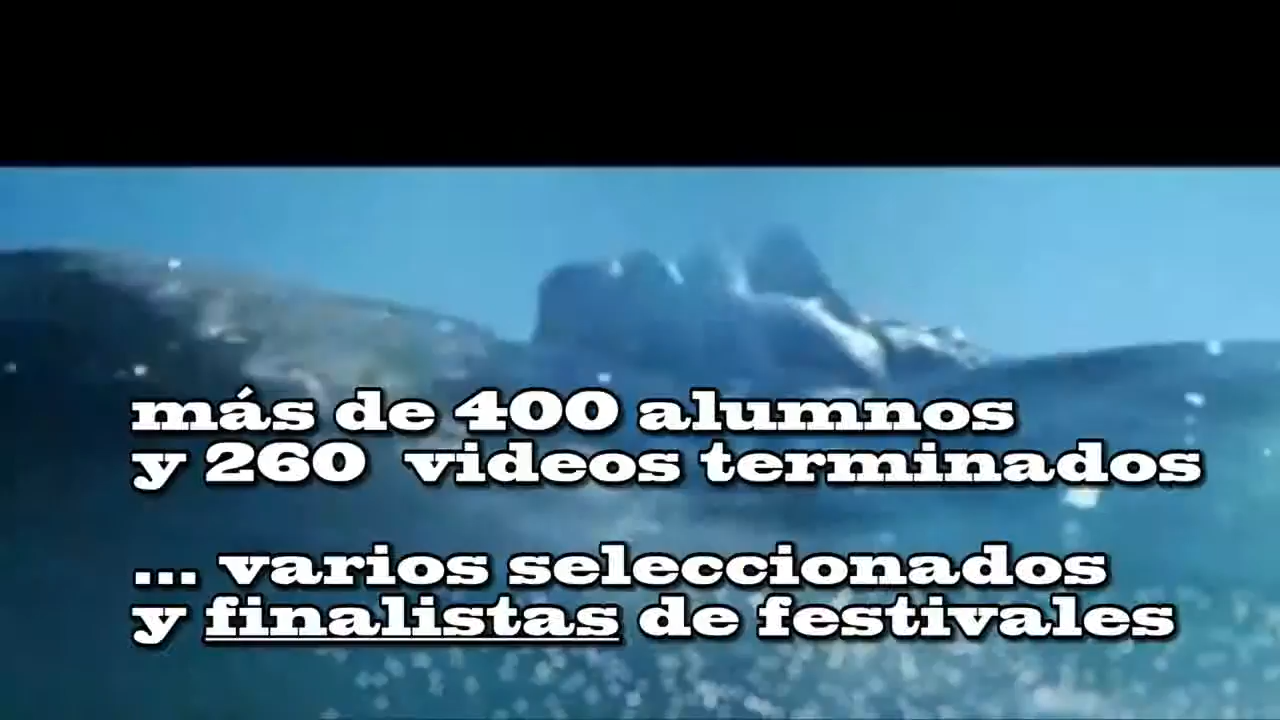 más de 400 alumnos
y 260 videos terminados
... varios seleccionados
y finalistas de festivales